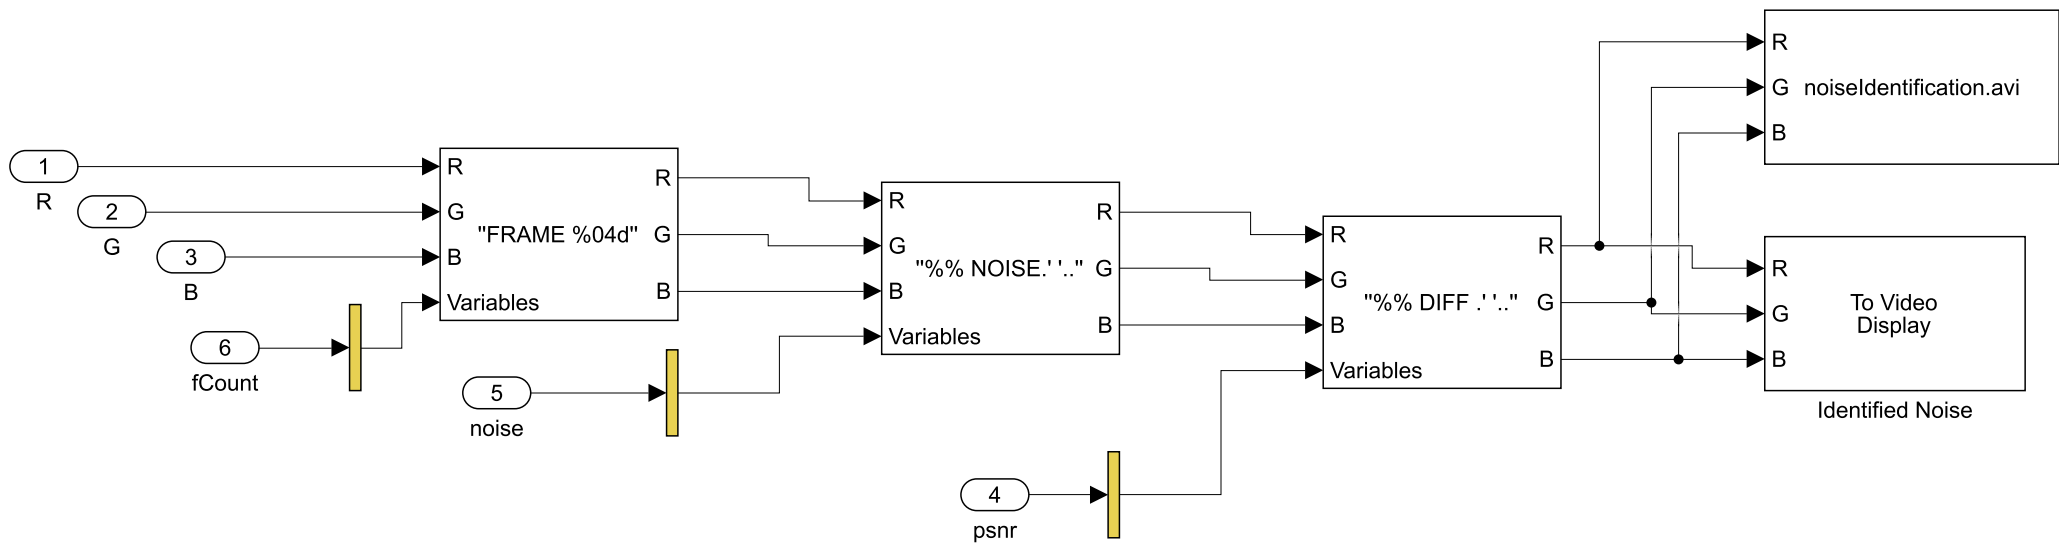 1
R
2
G
3
B
6
fCount
R
G
B
Variables
"FRAME %04d"
R
G
B
5
noise
R
G
B
Variables
"%% NOISE.' '.."
R
G
B
4
psnr
R
G
B
Variables
"%% DIFF .' '.."
R
G
B
R
G
B
noiseIdentification.avi
R
G
B
To Video
Display
Identified Noise